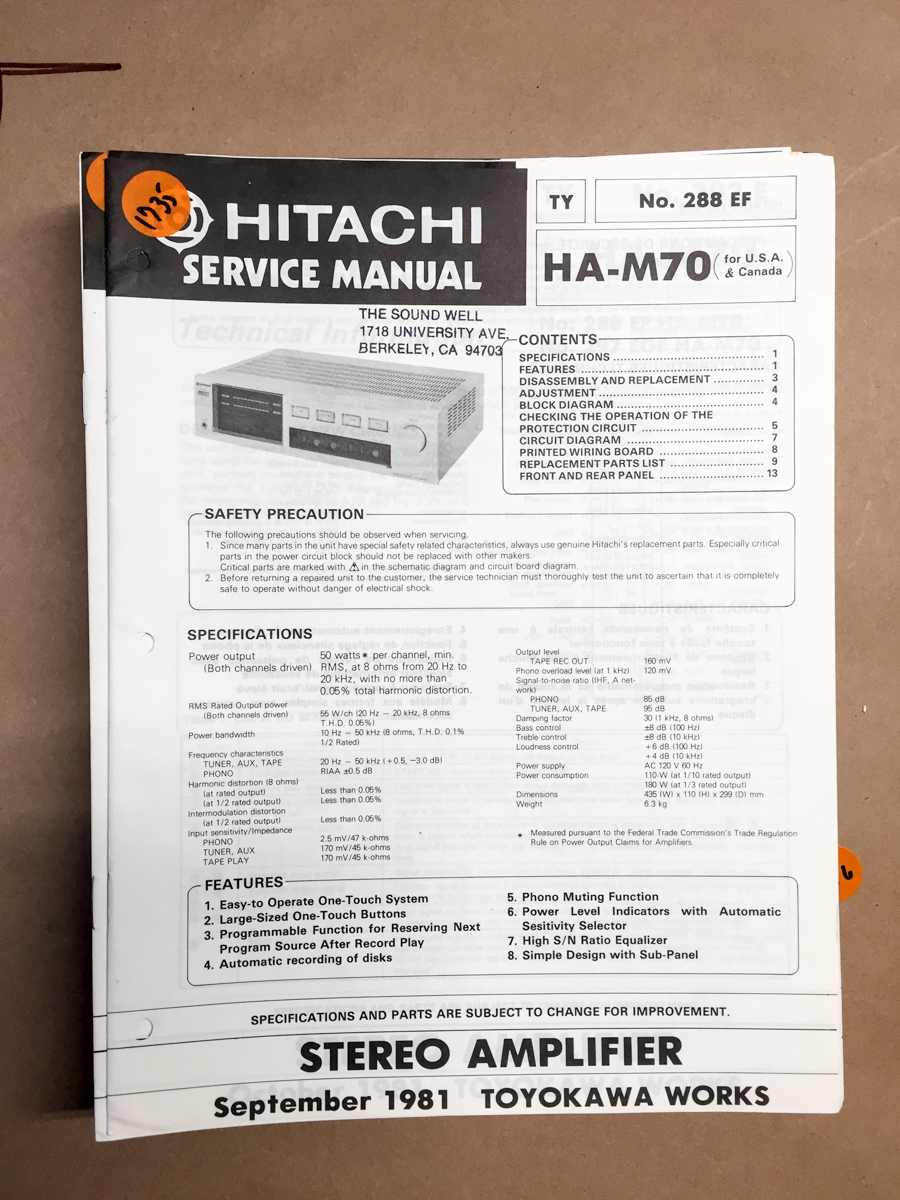 1735
HITACHI
SERVICE MANUAL
TY
No. 288 EF
HA-M70 (for U.S.A. & Canada)
THE SOUND WELL
1718 UNIVERSITY AVE.
BERKELEY, CA 94703
CONTENTS
SPECIFICATIONS 1
FEATURES 1
DISASSEMBLY AND REPLACEMENT 3
ADJUSTMENT 4
BLOCK DIAGRAM 4
CHECKING THE OPERATION OF THE
PROTECTION CIRCUIT 5
CIRCUIT DIAGRAM 7
PRINTED WIRING BOARD 8
REPLACEMENT PARTS LIST 9
FRONT AND REAR PANEL 13
SAFETY PRECAUTION
The following precautions should be observed when servicing.
1. Since many parts in the unit have special safety related characteristics, always use genuine Hitachi's replacement parts. Especially critical
parts in the power circuit block should not be replaced with other makers.
Critical parts are marked with ⚠ in the schematic diagram and circuit board diagram.
2. Before returning a repaired unit to the customer, the service technician must thoroughly test the unit to ascertain that it is completely
safe to operate without danger of electrical shock.
SPECIFICATIONS
Power output 50 watts* per channel, min.
(Both channels driven) RMS, at 8 ohms from 20 Hz to
20 kHz, with no more than
0.05% total harmonic distortion.
RMS Rated Output power
(Both channels driven) 55 W/ch (20 Hz – 20 kHz, 8 ohms
T.H.D. 0.05%)
Power bandwidth 10 Hz – 50 kHz (8 ohms, T.H.D. 0.1%
1/2 Rated)
Frequency characteristics
TUNER, AUX, TAPE 20 Hz – 50 kHz (+0.5, –3.0 dB)
PHONO RIAA ±0.5 dB
Harmonic distortion (8 ohms)
(at rated output) Less than 0.05%
(at 1/2 rated output) Less than 0.05%
Intermodulation distortion
(at 1/2 rated output) Less than 0.05%
Input sensitivity/Impedance
PHONO 2.5 mV/47 k-ohms
TUNER, AUX 170 mV/45 k-ohms
TAPE PLAY 170 mV/45 k-ohms
Output level
TAPE REC OUT 160 mV
Phono overload level (at 1 kHz) 120 mV
Signal-to-noise ratio (IHF, A net-
work)
PHONO 85 dB
TUNER, AUX, TAPE 95 dB
Damping factor 30 (1 kHz, 8 ohms)
Bass control ±8 dB (100 Hz)
Treble control ±8 dB (10 kHz)
Loudness control +6 dB (100 Hz)
+4 dB (10 kHz)
Power supply AC 120 V 60 Hz
Power consumption 110 W (at 1/10 rated output)
180 W (at 1/3 rated output)
Dimensions 435 (W) x 110 (H) x 299 (D) mm
Weight 6.3 kg
* Measured pursuant to the Federal Trade Commission's Trade Regulation
Rule on Power Output Claims for Amplifiers.
FEATURES
1. Easy-to Operate One-Touch System
2. Large-Sized One-Touch Buttons
3. Programmable Function for Reserving Next
Program Source After Record Play
4. Automatic recording of disks
5. Phono Muting Function
6. Power Level Indicators with Automatic
Sesitivity Selector
7. High S/N Ratio Equalizer
8. Simple Design with Sub-Panel
6
SPECIFICATIONS AND PARTS ARE SUBJECT TO CHANGE FOR IMPROVEMENT.
STEREO AMPLIFIER
September 1981 TOYOKAWA WORKS